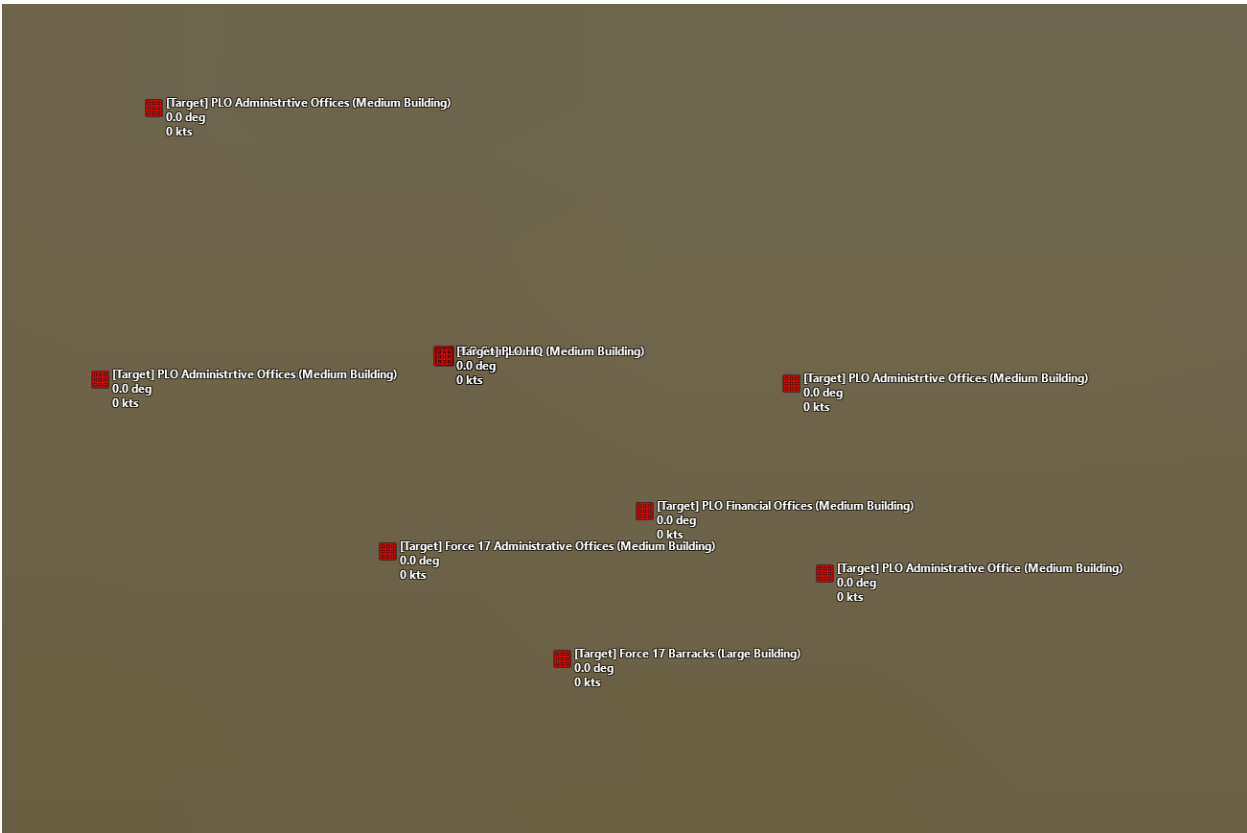 [Target] PLO Administrtive Offices (Medium Building)
0.0 deg
0 kts
[Target] PLO HQ (Medium Building)
0.0 deg
0 kts
[Target] PLO Administrtive Offices (Medium Building)
0.0 deg
0 kts
[Target] PLO Administrtive Offices (Medium Building)
0.0 deg
0 kts
[Target] PLO Financial Offices (Medium Building)
0.0 deg
0 kts
[Target] Force 17 Administrative Offices (Medium Building)
0.0 deg
0 kts
[Target] PLO Administrative Office (Medium Building)
0.0 deg
0 kts
[Target] Force 17 Barracks (Large Building)
0.0 deg
0 kts